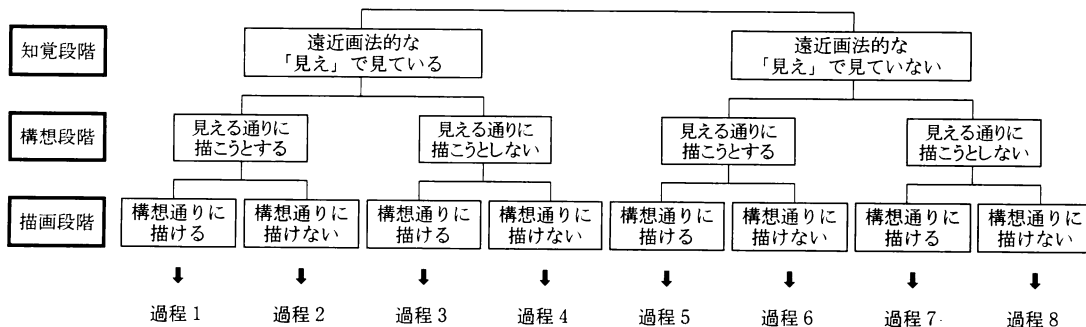 知覚段階
遠近画法的な
「見え」で見ている
遠近画法的な
「見え」で見ていない
構想段階
見える通りに
描こうとする
見える通りに
描こうとしない
見える通りに
描こうとする
見える通りに
描こうとしない
描画段階
構想通りに
描ける
構想通りに
描けない
構想通りに
描ける
構想通りに
描けない
構想通りに
描ける
構想通りに
描けない
構想通りに
描ける
構想通りに
描けない
過程1
過程2
過程3
過程4
過程5
過程6
過程7
過程8